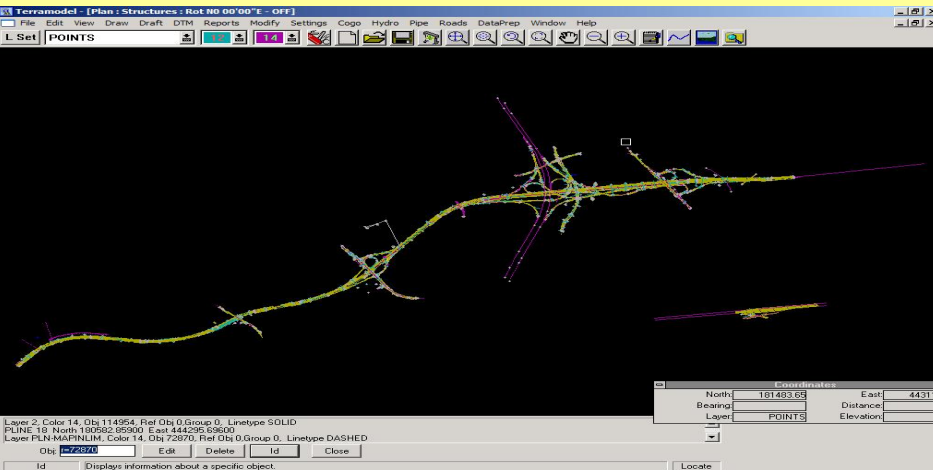 Terramodel - [Plan : Structures : Rot N0 00'00"E - OFF]
File Edit View Draw Draft DTM Reports Modify Settings Cogo Hydro Pipe Roads DataPrep Window Help
L Set POINTS 12 14
Coordinates
North: 181483.65 East: 4431
Bearing: Distance:
Layer: POINTS Elevation:
Layer 2, Color 14, Obj 114954, Ref Obj 0,Group 0, Linetype SOLID
PLINE 18 North 180582.85900 East 444295.69600
Layer PLN-MAPINLIM, Color 14, Obj 72870, Ref Obj 0,Group 0, Linetype DASHED
Obj: r=72870 Edit Delete Id Close
Id Displays information about a specific object. Locate